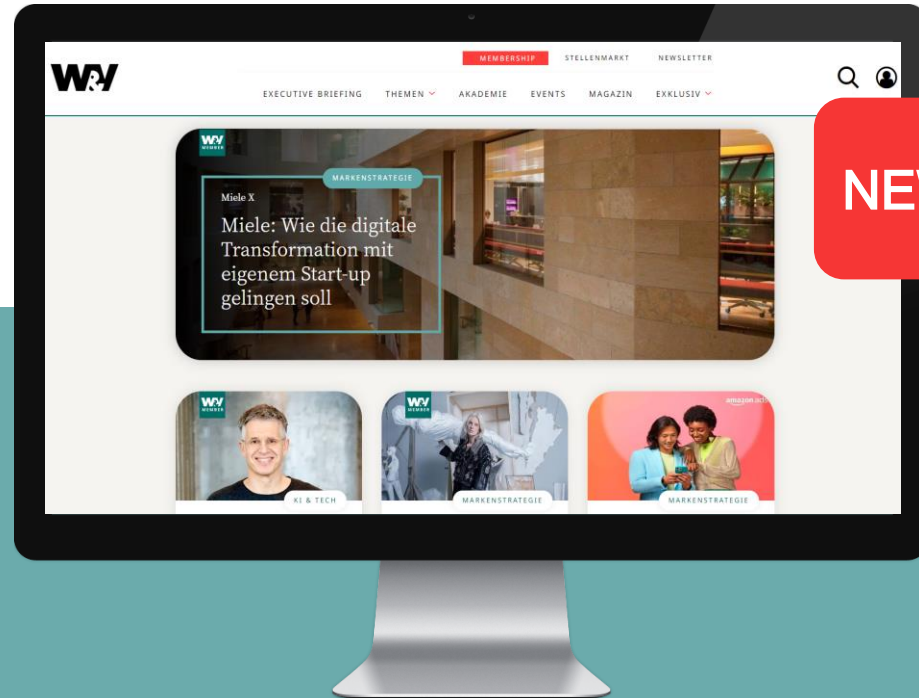 MEMBERSHIP STELLENMARKT NEWSLETTER
W&V
EXECUTIVE BRIEFING THEMEN AKADEMIE EVENTS MAGAZIN EXKLUSIV
NEW
W&V
MEMBER
MARKENSTRATEGIE
Miele X
Miele: Wie die digitale
Transformation mit
eigenem Start-up
gelingen soll
W&V
MEMBER
W&V
MEMBER
amazon ads
KI & TECH
MARKENSTRATEGIE
MARKENSTRATEGIE